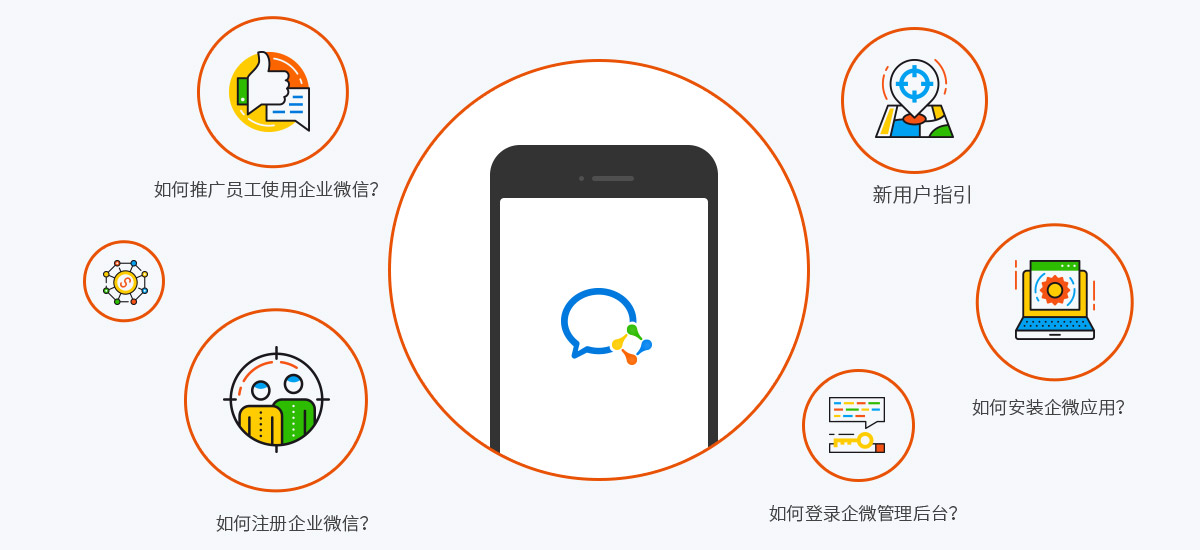 如何推广员工使用企业微信？
新用户指引
如何安装企微应用？
如何登录企微管理后台？
如何注册企业微信？